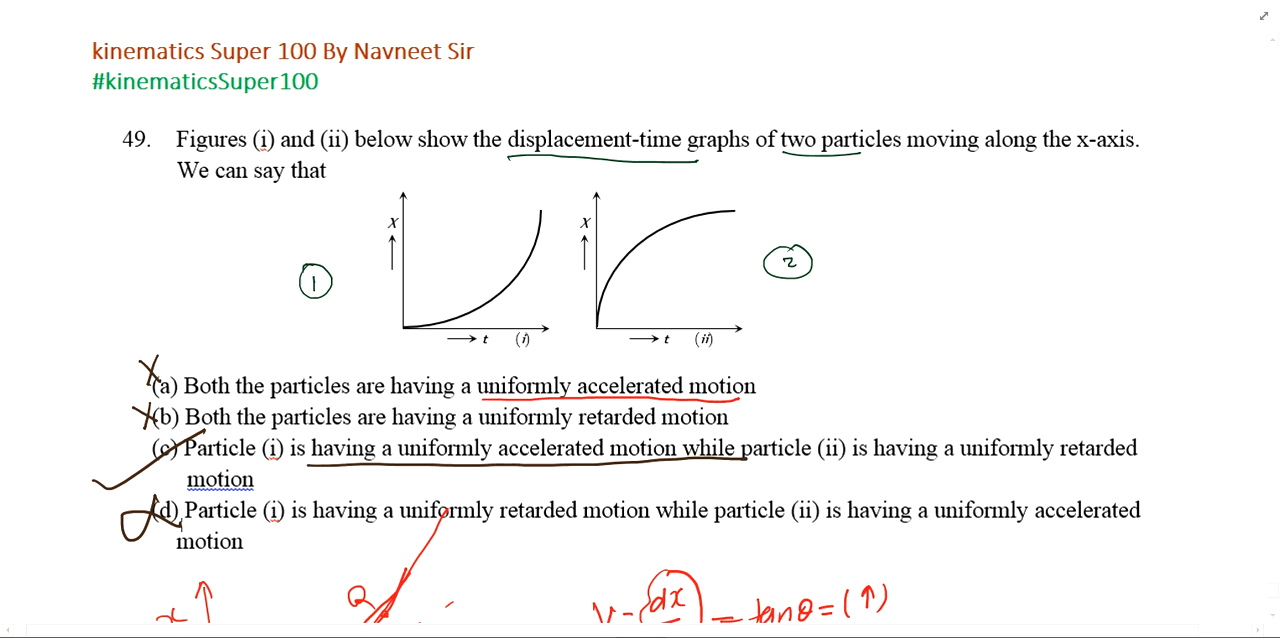 kinematics Super 100 By Navneet Sir
#kinematicsSuper100
49. Figures (i) and (ii) below show the displacement-time graphs of two particles moving along the x-axis.
We can say that
X X
1 2
t (i) t (ii)
(a) Both the particles are having a uniformly accelerated motion
(b) Both the particles are having a uniformly retarded motion
(c) Particle (i) is having a uniformly accelerated motion while particle (ii) is having a uniformly retarded
motion
(d) Particle (i) is having a uniformly retarded motion while particle (ii) is having a uniformly accelerated
motion
x ↑ dx = tanθ = (↑)